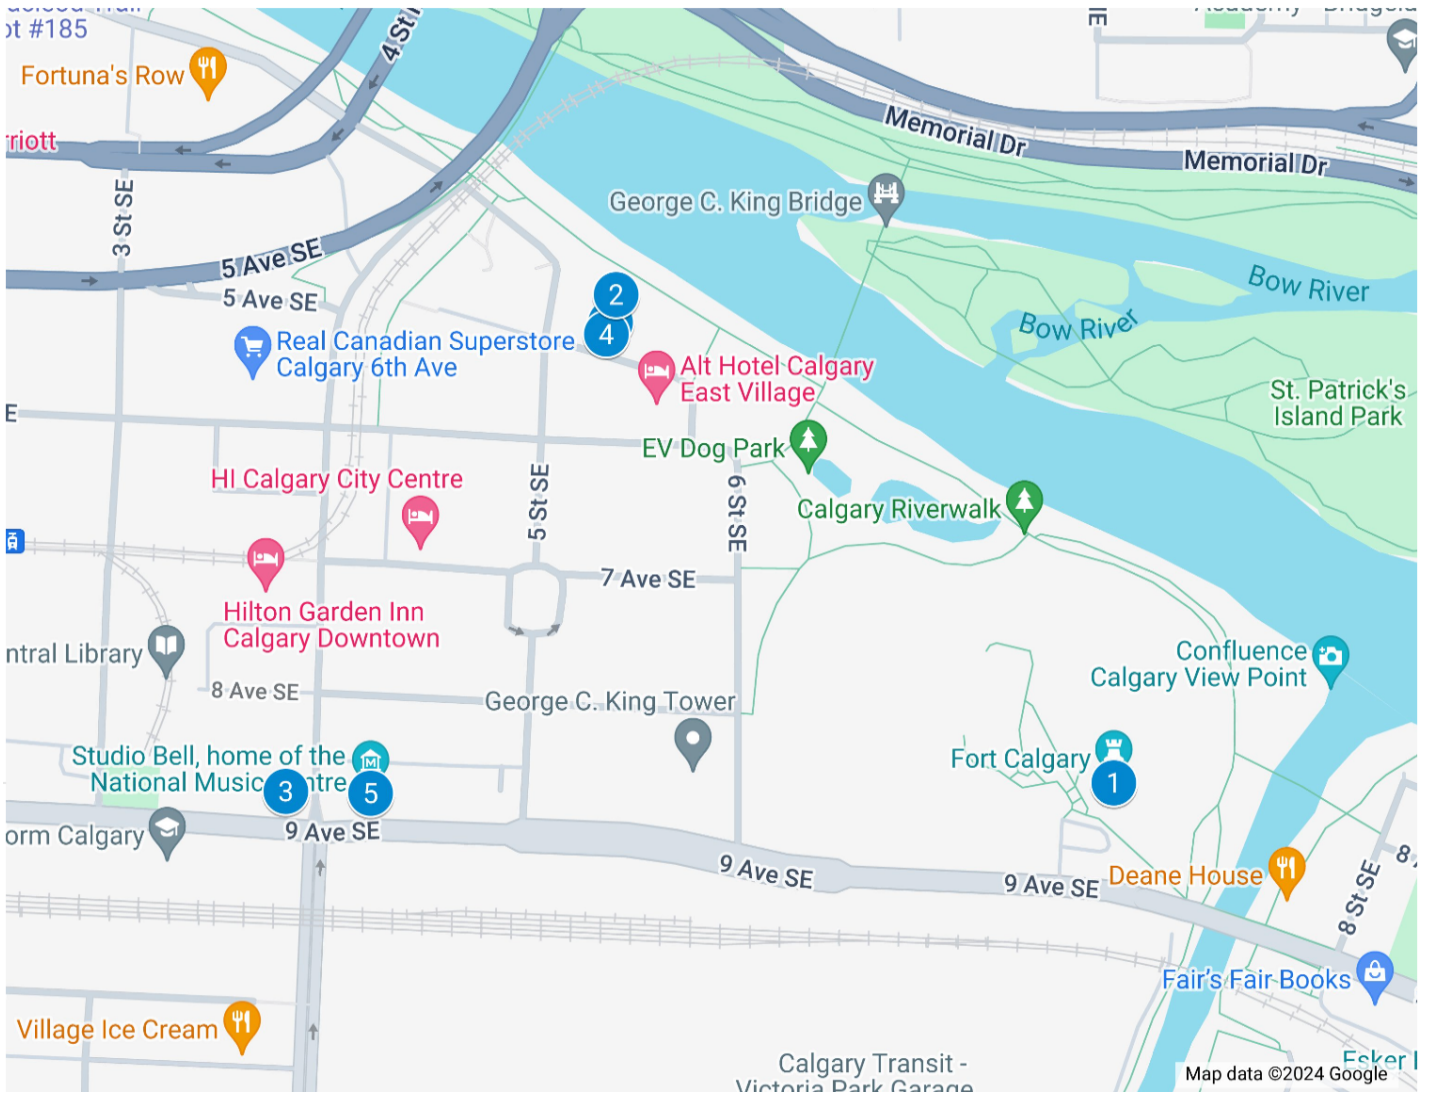 ot #185
4 St
Fortuna's Row
Memorial Dr
Memorial Dr
rriott
George C. King Bridge
3 St SE
5 Ave SE
5 Ave SE
Bow River
Bow River
2
4
Real Canadian Superstore
Calgary 6th Ave
Alt Hotel Calgary
East Village
St. Patrick's
Island Park
E
EV Dog Park
HI Calgary City Centre
5 St SE
6 St SE
Calgary Riverwalk
7 Ave SE
Hilton Garden Inn
Calgary Downtown
ntral Library
8 Ave SE
George C. King Tower
Confluence
Calgary View Point
Studio Bell, home of the
National Music ntre
3
5
M
Fort Calgary
1
orm Calgary
9 Ave SE
9 Ave SE
9 Ave SE
Deane House
8 St SE
8
Fair's Fair Books
Village Ice Cream
Calgary Transit -
Victoria Park Garage
Esker
Map data ©2024 Google